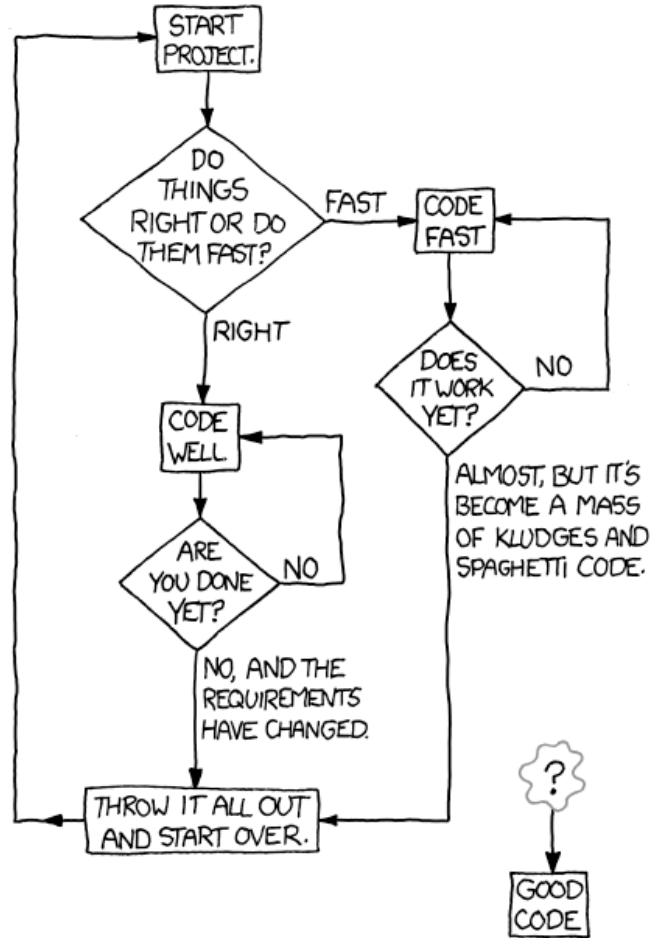 START
PROJECT.
DO
THINGS
RIGHT OR DO
THEM FAST?
FAST
CODE
FAST
RIGHT
DOES
IT WORK
YET?
NO
CODE
WELL.
ALMOST, BUT IT'S
BECOME A MASS
OF KLUDGES AND
SPAGHETTI CODE.
ARE
YOU DONE
YET?
NO
NO, AND THE
REQUIREMENTS
HAVE CHANGED.
THROW IT ALL OUT
AND START OVER.
?
GOOD
CODE